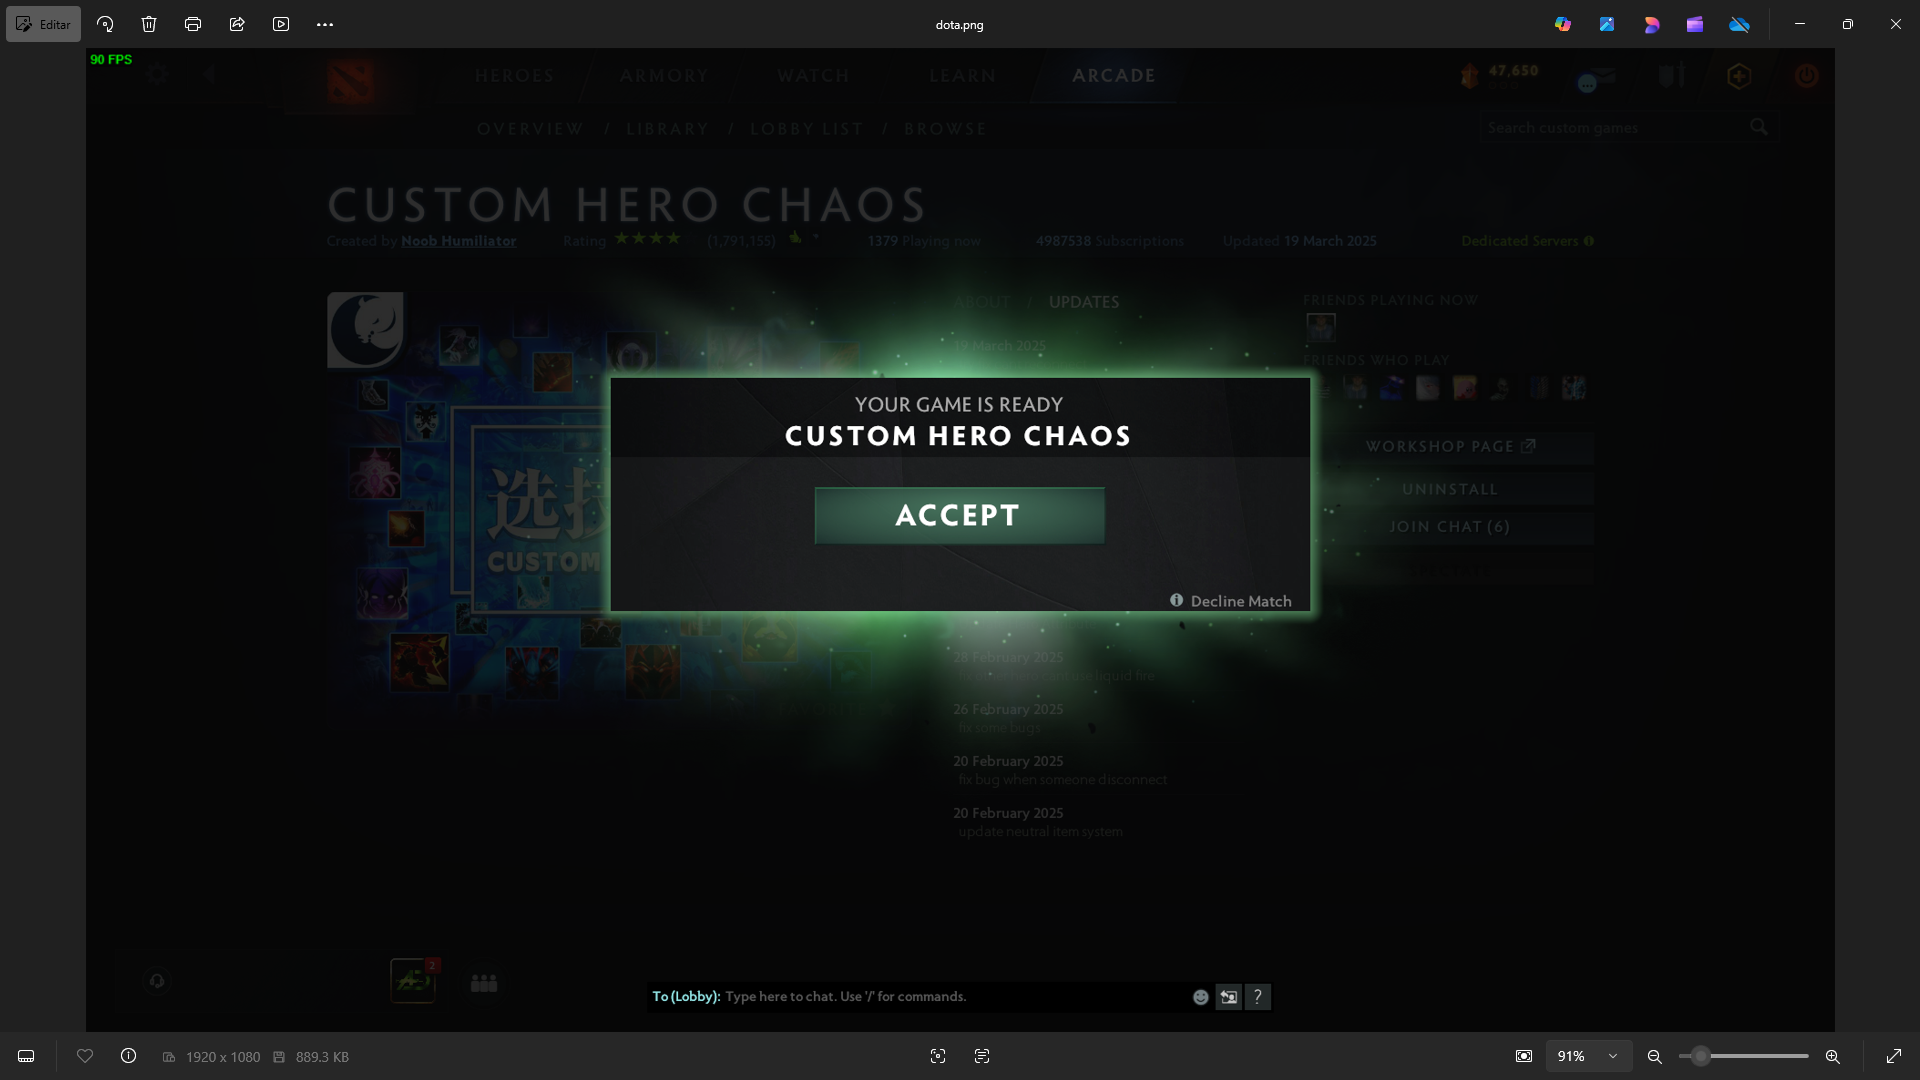 Editar
dota.png
90 FPS
HEROES
ARMORY
WATCH
LEARN
ARCADE
47,650
OVERVIEW / LIBRARY / LOBBY LIST / BROWSE
Search custom games
CUSTOM HERO CHAOS
Created by Noob Humiliator
Rating
(1,791,155)
1379 Playing now
4987538 Subscriptions
Updated 19 March 2025
Dedicated Servers
ABOUT / UPDATES
FRIENDS PLAYING NOW
19 March 2025
FRIENDS WHO PLAY
YOUR GAME IS READY
CUSTOM HERO CHAOS
ACCEPT
Decline Match
WORKSHOP PAGE
UNINSTALL
JOIN CHAT (6)
选
CUSTOM
28 February 2025
liquid fire
26 February 2025
fix some bugs
20 February 2025
fix bug when someone disconnect
20 February 2025
update neutral item system
2
To (Lobby): Type here to chat. Use '/' for commands.
?
1920 x 1080
889.3 KB
91%